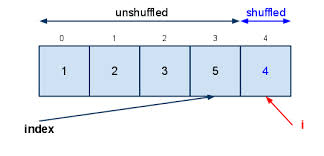 unshuffled shuffled
0 1 2 3 4
1 2 3 5 4
index i